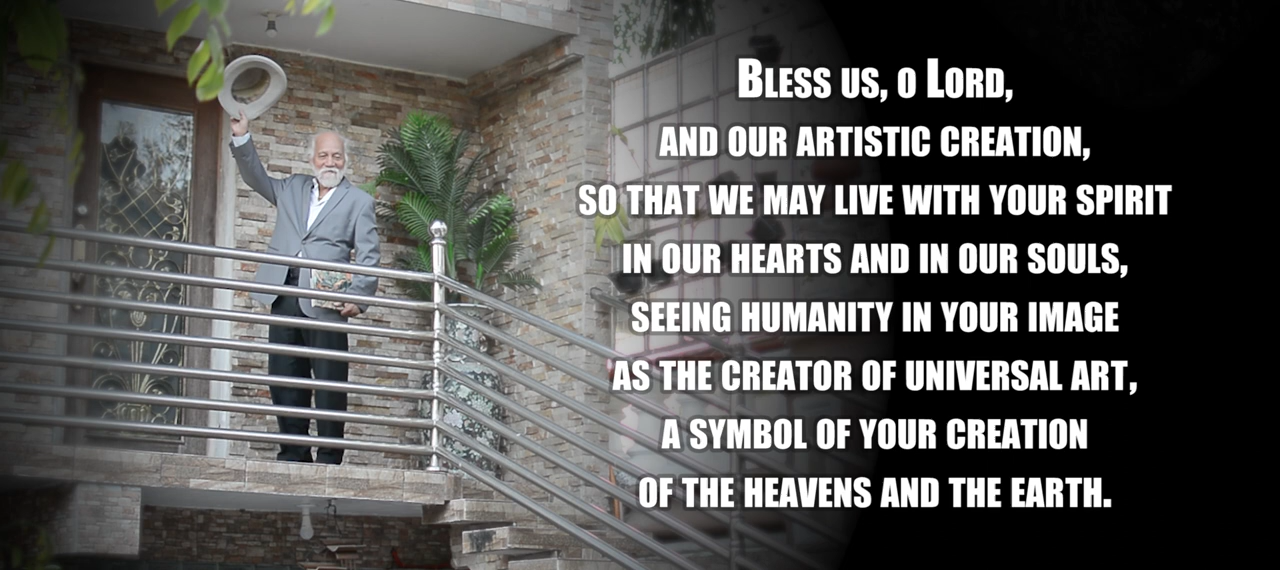 Bless us, o Lord,
and our artistic creation,
so that we may live with your spirit
in our hearts and in our souls,
seeing humanity in your image
as the creator of universal art,
a symbol of your creation
of the heavens and the earth.